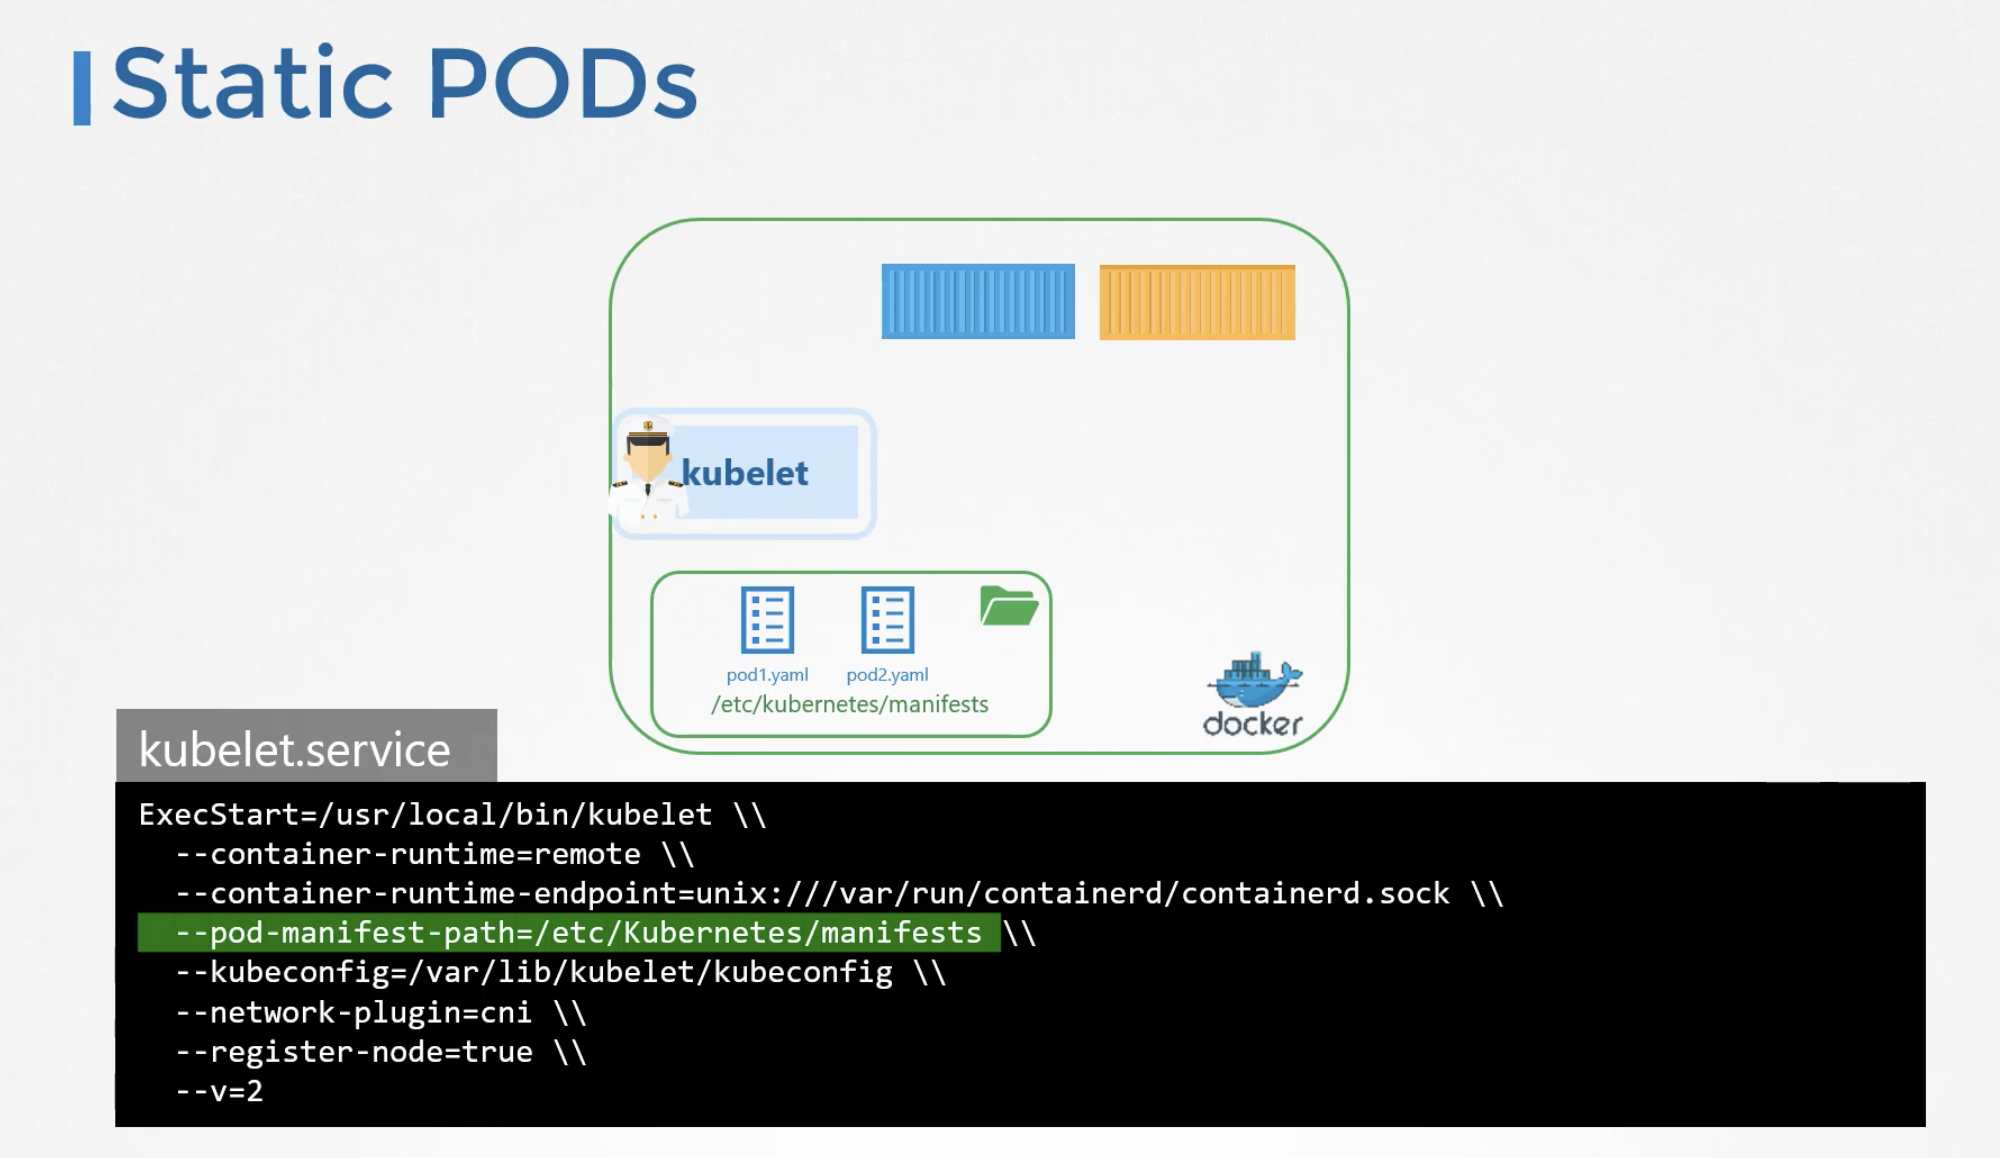 Static PODs
kubelet
pod1.yaml
pod2.yaml
/etc/kubernetes/manifests
docker
kubelet.service
ExecStart=/usr/local/bin/kubelet \\
--container-runtime=remote \\
--container-runtime-endpoint=unix:///var/run/containerd/containerd.sock \\
--pod-manifest-path=/etc/Kubernetes/manifests \\
--kubeconfig=/var/lib/kubelet/kubeconfig \\
--network-plugin=cni \\
--register-node=true \\
--v=2